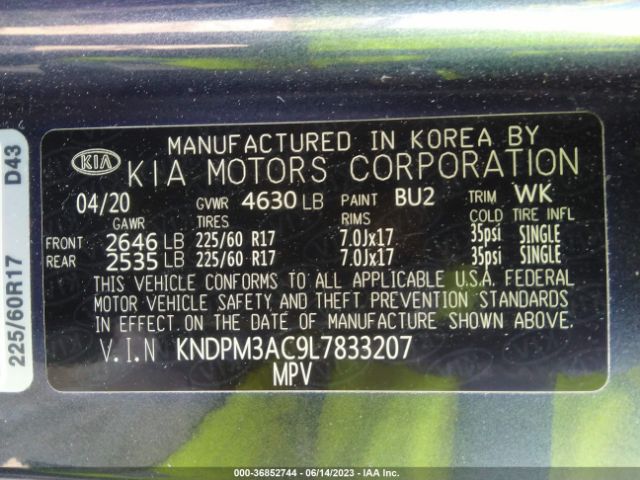 MANUFACTURED IN KOREA BY
KIA KIA MOTORS CORPORATION
04/20 GVWR 4630 LB PAINT BU2 TRIM WK
GAWR TIRES RIMS COLD TIRE INFL
FRONT 2646 LB 225/60 R17 7.0Jx17 35psi SINGLE
REAR 2535 LB 225/60 R17 7.0Jx17 35psi SINGLE
THIS VEHICLE CONFORMS TO ALL APPLICABLE U.S.A. FEDERAL
MOTOR VEHICLE SAFETY AND THEFT PREVENTION STANDARDS
IN EFFECT ON THE DATE OF MANUFACTURE SHOWN ABOVE.
V.I.N KNDPM3AC9L7833207
MPV
225/60R17 D43
000-36852744 - 06/14/2023 - IAA Inc.